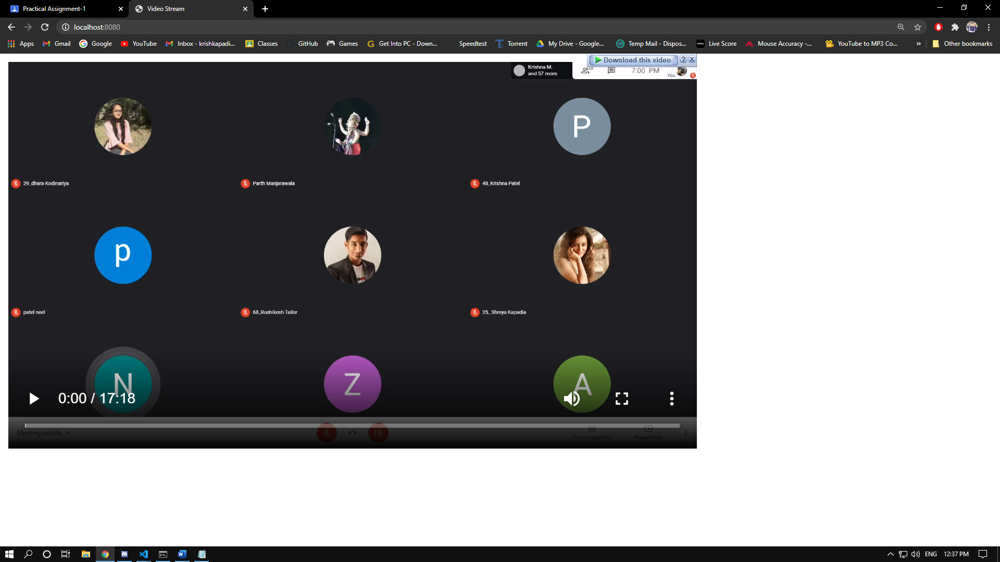 Practical Assignment-1
Video Stream
localhost:8080
Apps
Gmail
Google
YouTube
Inbox - krishkapadi...
Classes
GitHub
Games
Get Into PC - Down...
Speedtest
Torrent
My Drive - Google...
Temp Mail - Dispos...
Live Score
Mouse Accuracy -...
YouTube to MP3 Co...
»
Other bookmarks
Download this video
?
X
Krishna M.
and 57 more
68
7:00 PM
You
P
29_dhara Kodinariya
Parth Manjarawala
48_Krishna Patel
p
patel neel
68_Rushikesh Tailor
25_ Shreya Kapadia
N
Z
A
0:00 / 17:18
Meeting details
Turn on captions
Present now
ENG
12:37 PM